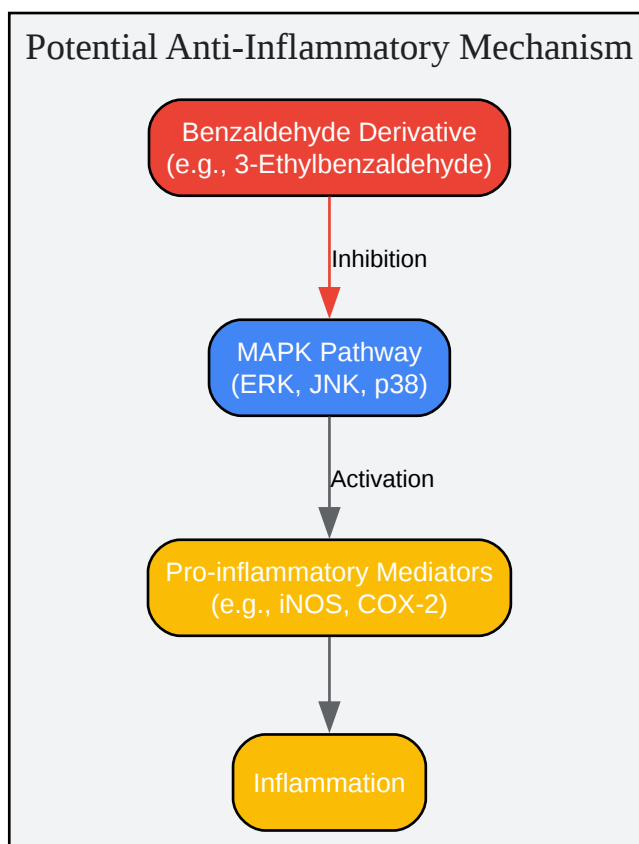 Potential Anti-Inflammatory Mechanism
Benzaldehyde Derivative
(e.g., 3-Ethylbenzaldehyde)
Inhibition
MAPK Pathway
(ERK, JNK, p38)
Activation
Pro-inflammatory Mediators
(e.g., iNOS, COX-2)
Inflammation